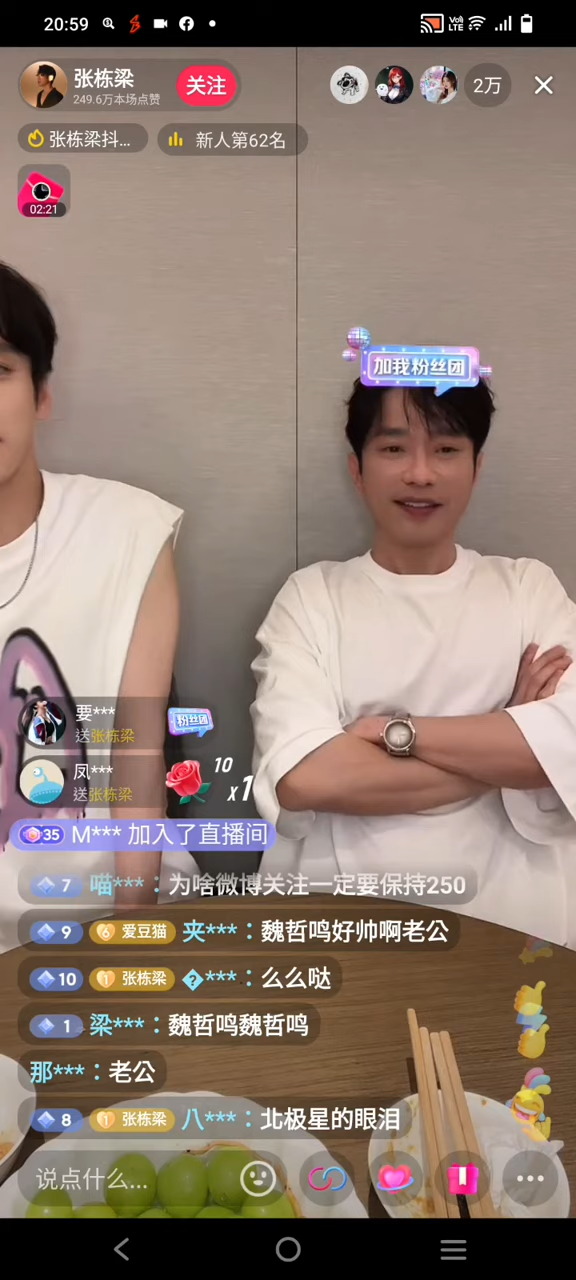 20:59
Voli
LTE
张栋梁
249.6万本场点赞
关注
2万
张栋梁抖...
新人第62名
02:21
加我粉丝团
要***
送张栋梁
粉丝团
凤***
送张栋梁
10
x1
35 M*** 加入了直播间
7 喵***：为啥微博关注一定要保持250
9 6 爱豆猫 夹***：魏哲鸣好帅啊老公
10 1 张栋梁 �***：么么哒
1 梁***：魏哲鸣魏哲鸣
那***：老公
8 1 张栋梁 八***：北极星的眼泪
说点什么...